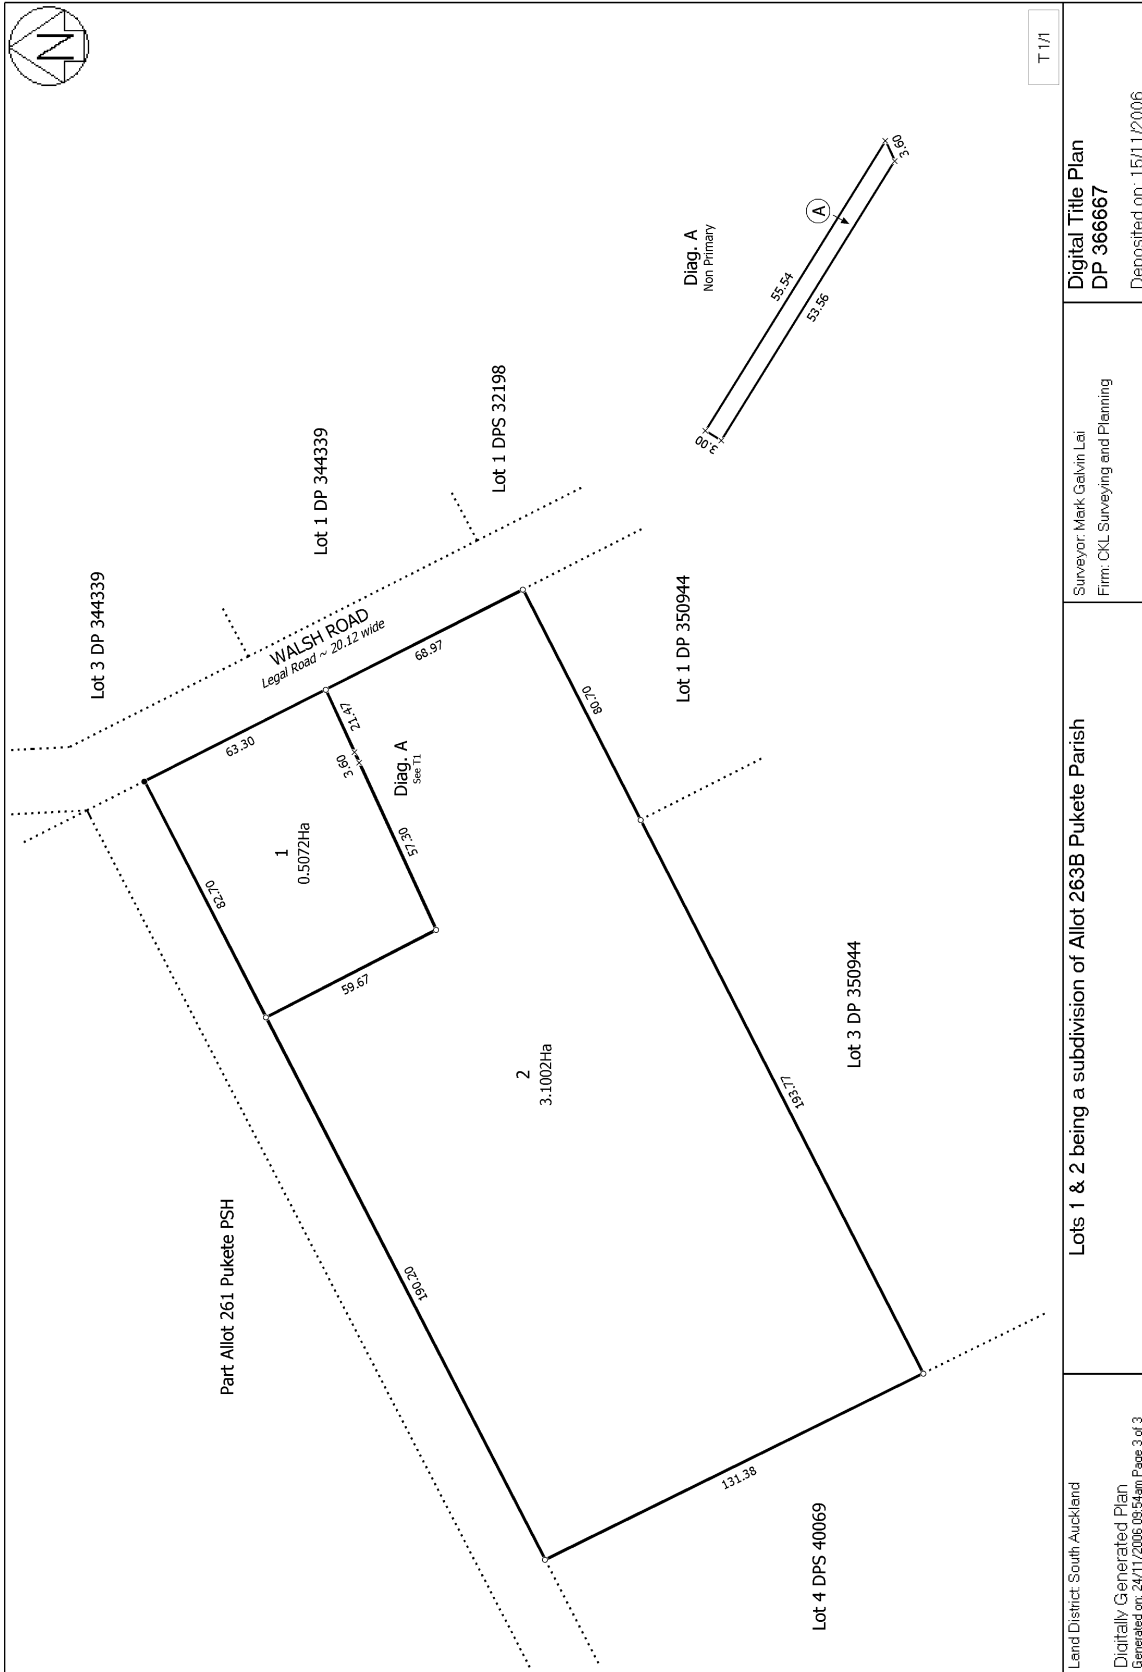 N
T 1/1
Part Allot 261 Pukete PSH
Lot 3 DP 344339
Lot 1 DP 344339
Lot 1 DPS 32198
WALSH ROAD
Legal Road ~ 20.12 wide
63.30
68.97
82.70
1
0.5072Ha
21.47
3.60
57.30
59.67
Diag. A
See T1
190.20
2
3.1002Ha
80.70
193.77
131.38
Lot 1 DP 350944
Lot 3 DP 350944
Lot 4 DPS 40069
Diag. A
Non Primary
A
55.54
53.56
3.00
3.60
Land District: South Auckland
Digitally Generated Plan
Generated on: 24/11/2006 09:54am Page 3 of 3
Lots 1 & 2 being a subdivision of Allot 263B Pukete Parish
Surveyor: Mark Galvin Lai
Firm: CKL Surveying and Planning
Digital Title Plan
DP 366667
Deposited on: 15/11/2006